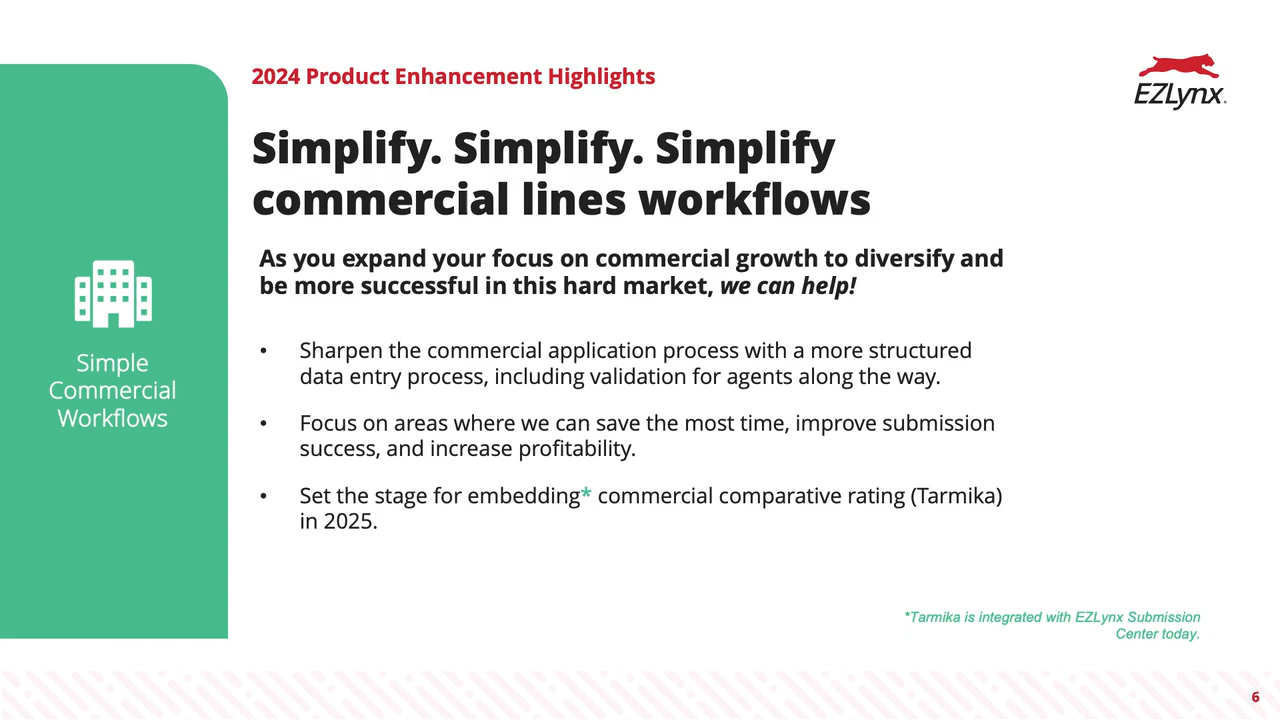 2024 Product Enhancement Highlights
EZLynx.
Simplify. Simplify. Simplify
commercial lines workflows
As you expand your focus on commercial growth to diversify and
be more successful in this hard market, we can help!
Simple
Commercial
Workflows
• Sharpen the commercial application process with a more structured
data entry process, including validation for agents along the way.
• Focus on areas where we can save the most time, improve submission
success, and increase profitability.
• Set the stage for embedding* commercial comparative rating (Tarmika)
in 2025.
*Tarmika is integrated with EZLynx Submission
Center today.
6